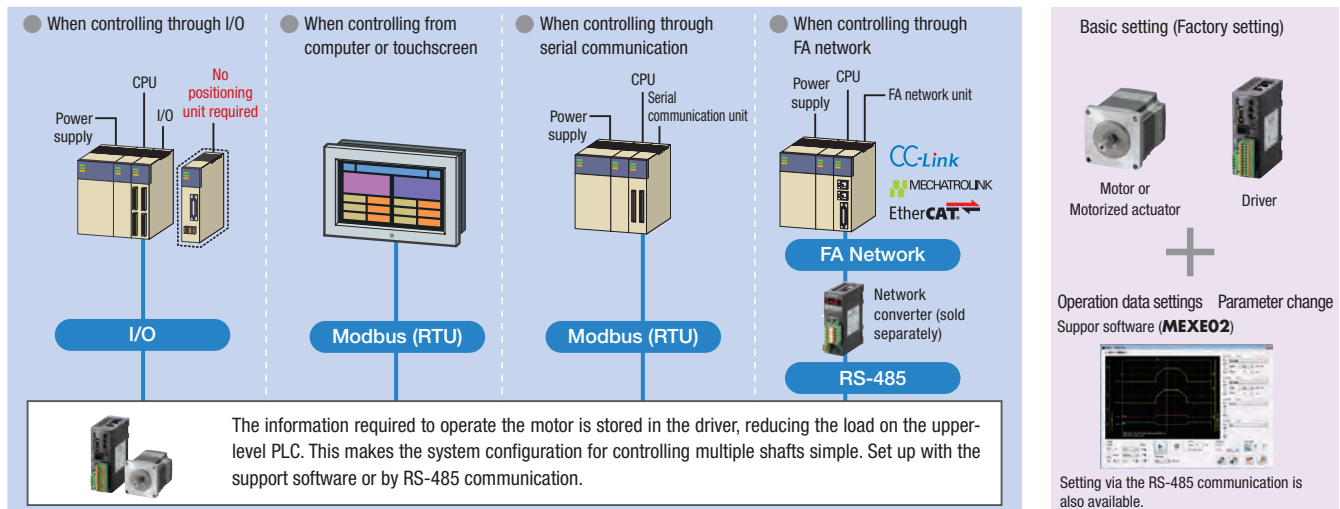 When controlling through I/O
CPU
No
positioning
unit required
Power
supply
I/O
I/O
When controlling from
computer or touchscreen
Modbus (RTU)
When controlling through
serial communication
CPU
Serial
communication unit
Power
supply
Modbus (RTU)
When controlling through
FA network
Power
supply
CPU
FA network unit
CC-Link
MECHATROLINK
EtherCAT®
FA Network
Network
converter (sold
separately)
RS-485
The information required to operate the motor is stored in the driver, reducing the load on the upper-
level PLC. This makes the system configuration for controlling multiple shafts simple. Set up with the
support software or by RS-485 communication.
Basic setting (Factory setting)
Motor or
Motorized actuator
Driver
Operation data settings Parameter change
Suppor software (MEXE02)
Setting via the RS-485 communication is
also available.